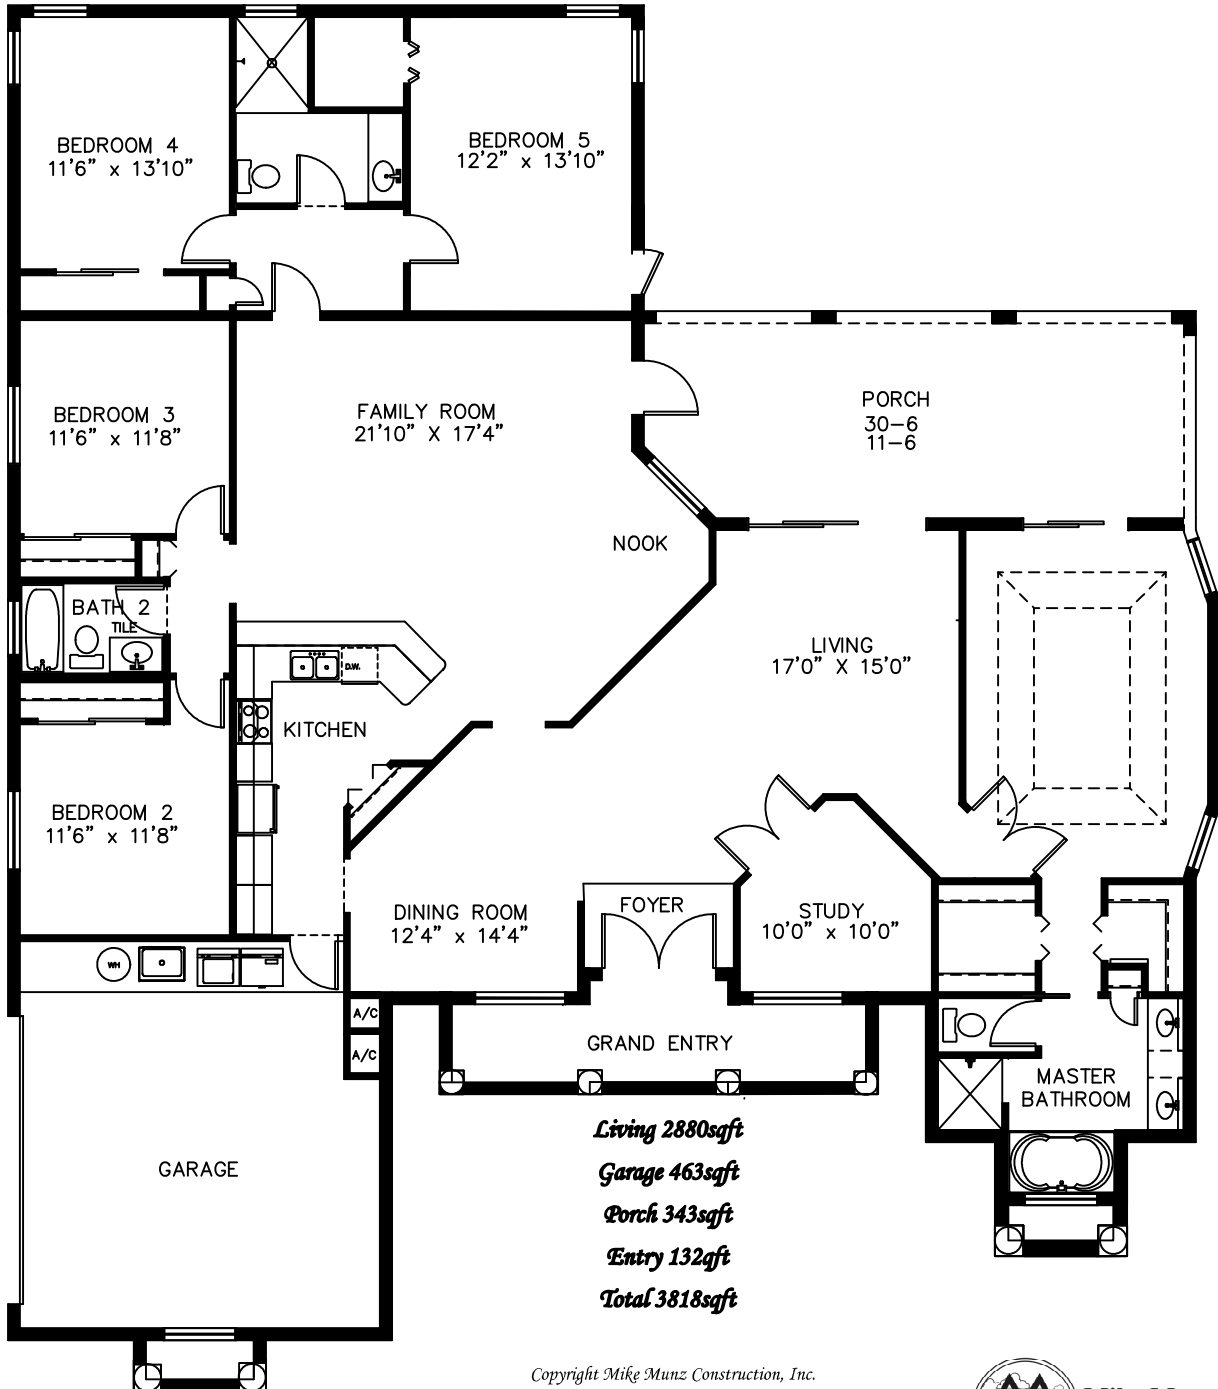 BEDROOM 4
11'6" x 13'10"
BEDROOM 5
12'2" x 13'10"
BEDROOM 3
11'6" x 11'8"
FAMILY ROOM
21'10" X 17'4"
PORCH
30-6
11-6
NOOK
BATH 2
TILE
LIVING
17'0" X 15'0"
D.W.
KITCHEN
BEDROOM 2
11'6" x 11'8"
DINING ROOM
12'4" x 14'4"
FOYER
STUDY
10'0" x 10'0"
WH
A/C
A/C
GRAND ENTRY
MASTER
BATHROOM
GARAGE
Living 2880sqft
Garage 463sqft
Porch 343sqft
Entry 132qft
Total 3818sqft
Copyright Mike Munz Construction, Inc.